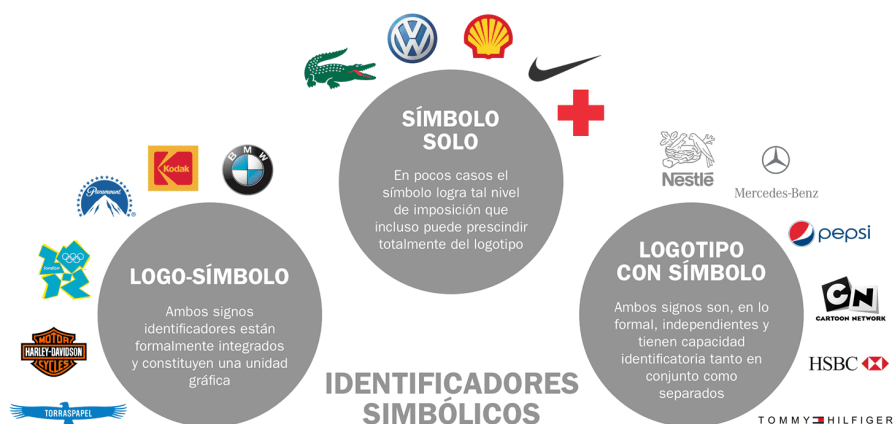 SÍMBOLO
SOLO
En pocos casos el
símbolo logra tal nivel
de imposición que
incluso puede prescindir
totalmente del logotipo
Paramount
Kodak
BMW
london
MOTOR
HARLEY-DAVIDSON
CYCLES
TORRASPAPEL
LOGO-SÍMBOLO
Ambos signos
identificadores están
formalmente integrados
y constituyen una unidad
gráfica
Nestlé
Mercedes-Benz
pepsi
CN
CARTOON NETWORK
HSBC
TOMMY HILFIGER
LOGOTIPO
CON SÍMBOLO
Ambos signos son, en lo
formal, independientes y
tienen capacidad
identificatoria tanto en
conjunto como
separados
IDENTIFICADORES
SIMBÓLICOS